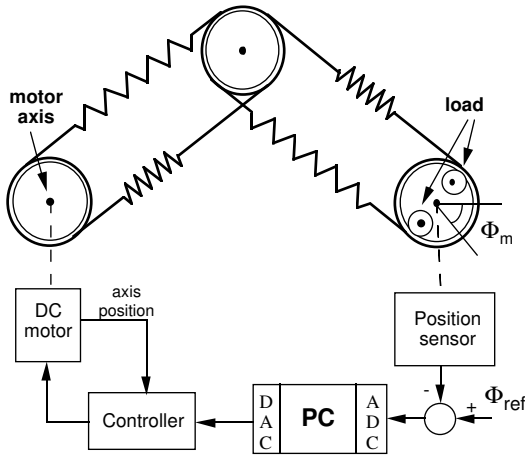 motor
axis
load
Φm
DC
motor
axis
position
Position
sensor
Controller
D
A
C
PC
A
D
C
-
+
Φref